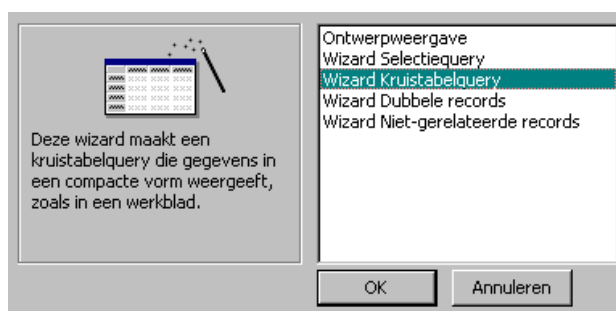 Ontwerpweergave
Wizard Selectiequery
Wizard Kruistabelquery
Wizard Dubbele records
Wizard Niet-gerelateerde records
Deze wizard maakt een
kruistabelquery die gegevens in
een compacte vorm weergeeft,
zoals in een werkblad.
OK
Annuleren